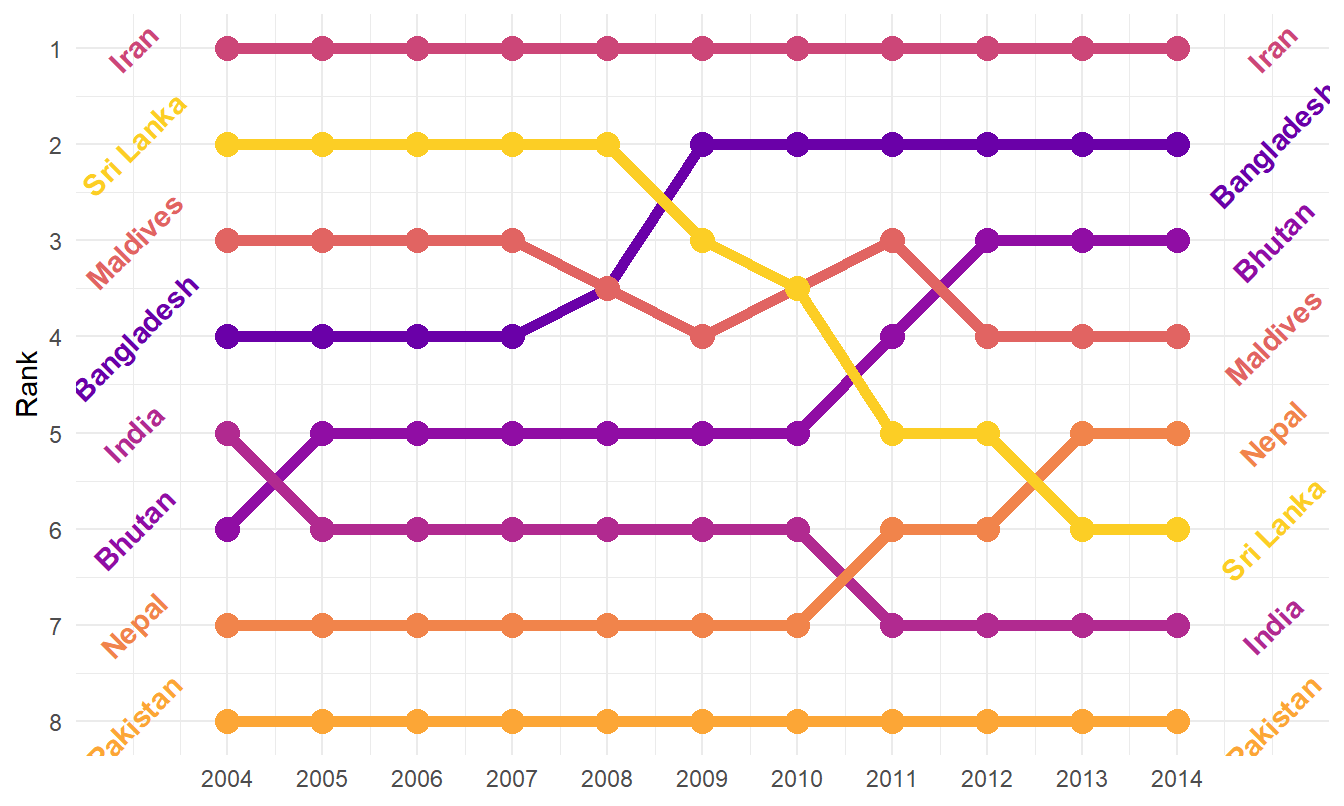 Rank
1
2
3
4
5
6
7
8
Iran
Sri Lanka
Maldives
Bangladesh
India
Bhutan
Nepal
Pakistan
Iran
Bangladesh
Bhutan
Maldives
Nepal
Sri Lanka
India
Pakistan
2004 2005 2006 2007 2008 2009 2010 2011 2012 2013 2014